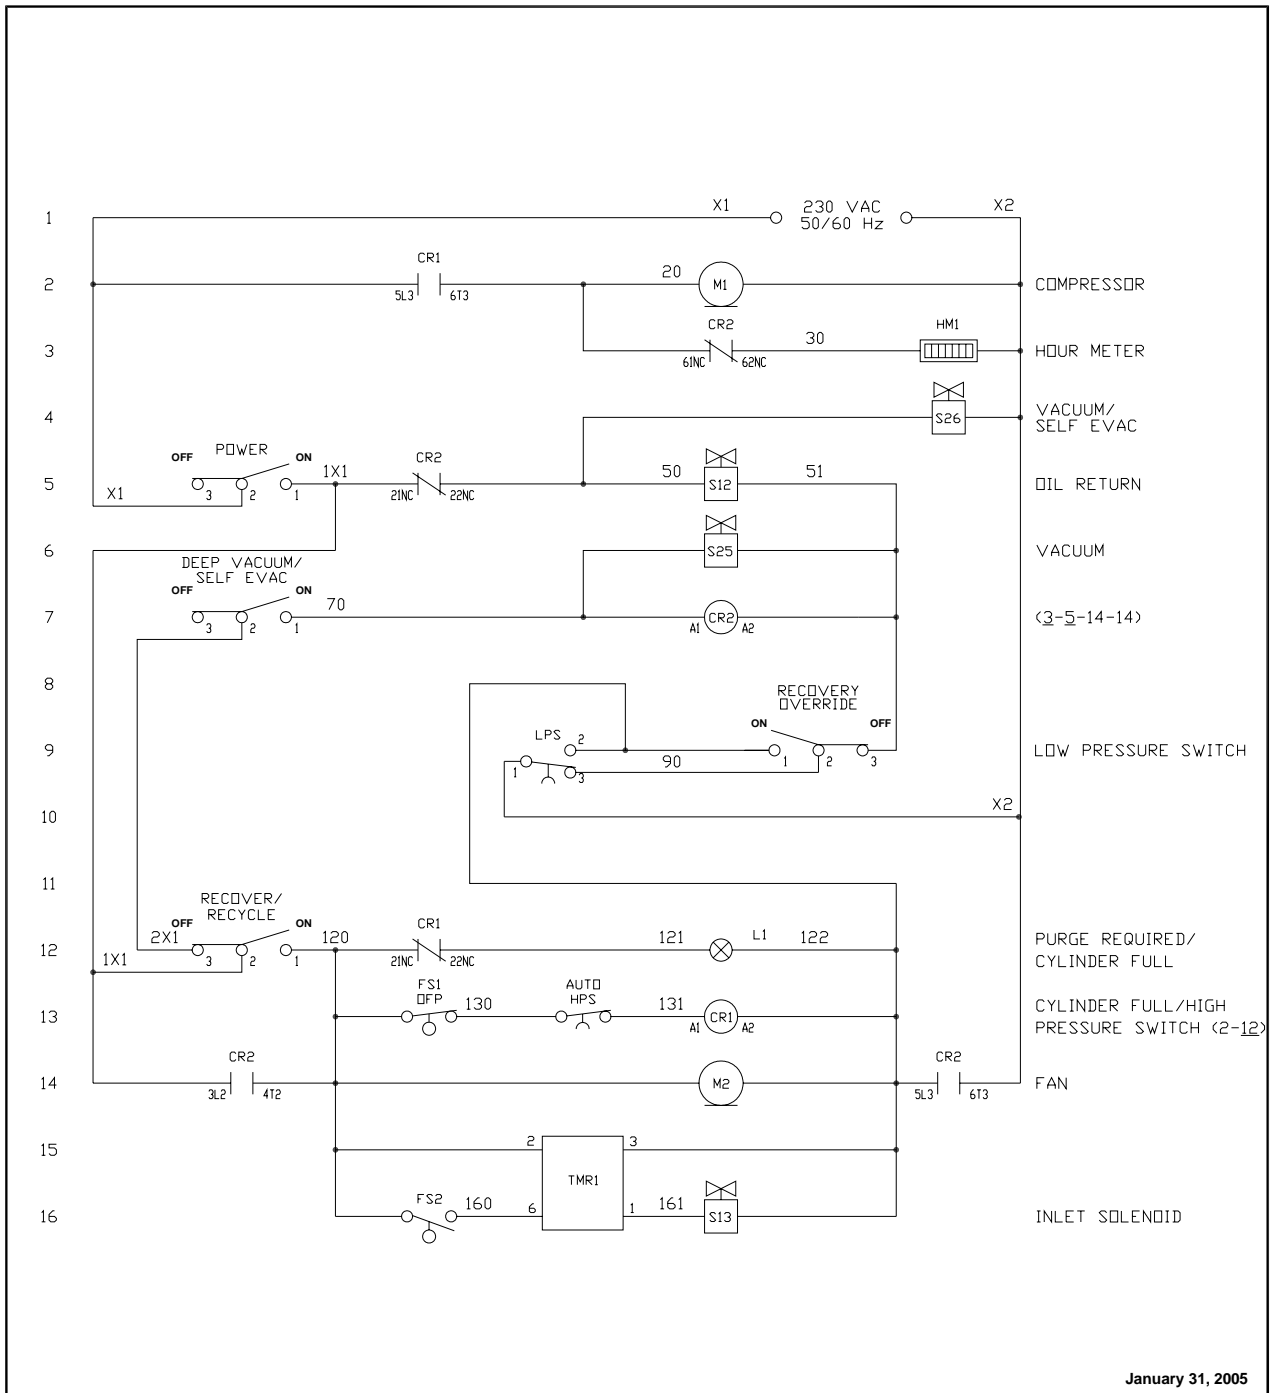 X1 230 VAC X2
1 50/60 Hz
CR1
2 20 M1 COMPRESSOR
5L3 6T3
CR2 HM1
3 30 HOUR METER
61NC 62NC
4 S26 VACUUM/
SELF EVAC
OFF POWER ON CR2
5 X1 3 2 1 1X1 50 S12 51 OIL RETURN
21NC 22NC
6 S25 VACUUM
DEEP VACUUM/
SELF EVAC
OFF ON
7 3 2 1 70 CR2 (3-5-14-14)
A1 A2
8 RECOVERY
OVERRIDE
ON OFF
9 LPS 2 LOW PRESSURE SWITCH
1 3 90 1 2 3
10 X2
11
RECOVER/
RECYCLE
OFF ON CR1
12 2X1 120 121 L1 122 PURGE REQUIRED/
1X1 3 2 1 21NC 22NC CYLINDER FULL
FS1 AUTO
OFP HPS
13 130 131 CR1 CYLINDER FULL/HIGH
A1 A2 PRESSURE SWITCH (2-12)
CR2 CR2
14 M2 FAN
3L2 4T2 5L3 6T3
15 2 3
TMR1
FS2
16 160 6 1 161 S13 INLET SOLENOID
January 31, 2005